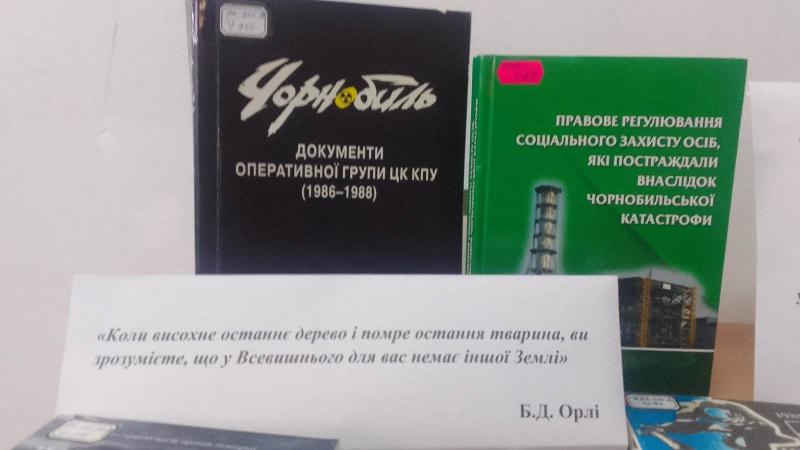 Чорнобиль
ДОКУМЕНТИ
ОПЕРАТИВНОЇ ГРУПИ ЦК КПУ
(1986–1988)
ПРАВОВЕ РЕГУЛЮВАННЯ
СОЦІАЛЬНОГО ЗАХИСТУ ОСІБ,
ЯКІ ПОСТРАЖДАЛИ
ВНАСЛІДОК
ЧОРНОБИЛЬСЬКОЇ
КАТАСТРОФИ
«Коли висохне останнє дерево і помре остання тварина, ви
зрозумієте, що у Всевишнього для вас немає іншої Землі»
Б.Д. Орлі